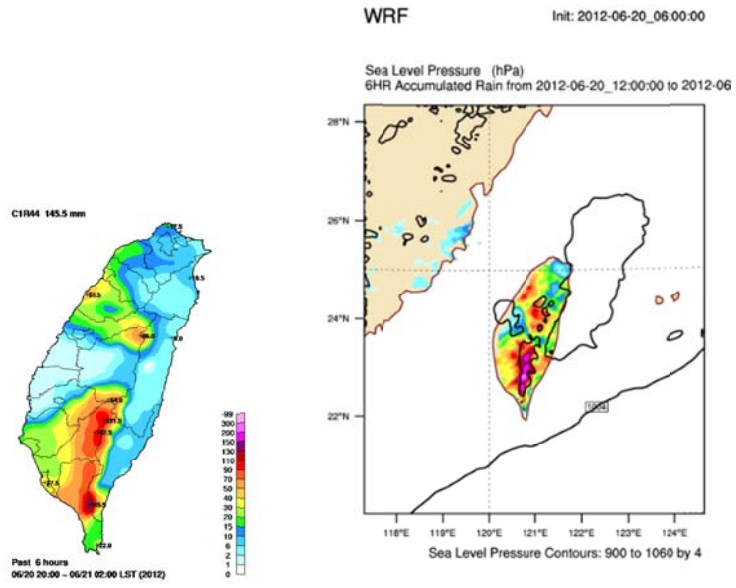 WRF
Init: 2012-06-20_06:00:00
Sea Level Pressure (hPa)
6HR Accumulated Rain from 2012-06-20_12:00:00 to 2012-06
28°N
26°N
24°N
22°N
118°E
119°E
120°E
121°E
122°E
123°E
124°E
1004
Sea Level Pressure Contours: 900 to 1060 by 4
C1R44 145.5 mm
-99
300
200
150
130
110
90
70
50
40
30
20
15
10
6
2
1
0
Past 6 hours
06/20 20:00 ~ 06/21 02:00 LST (2012)